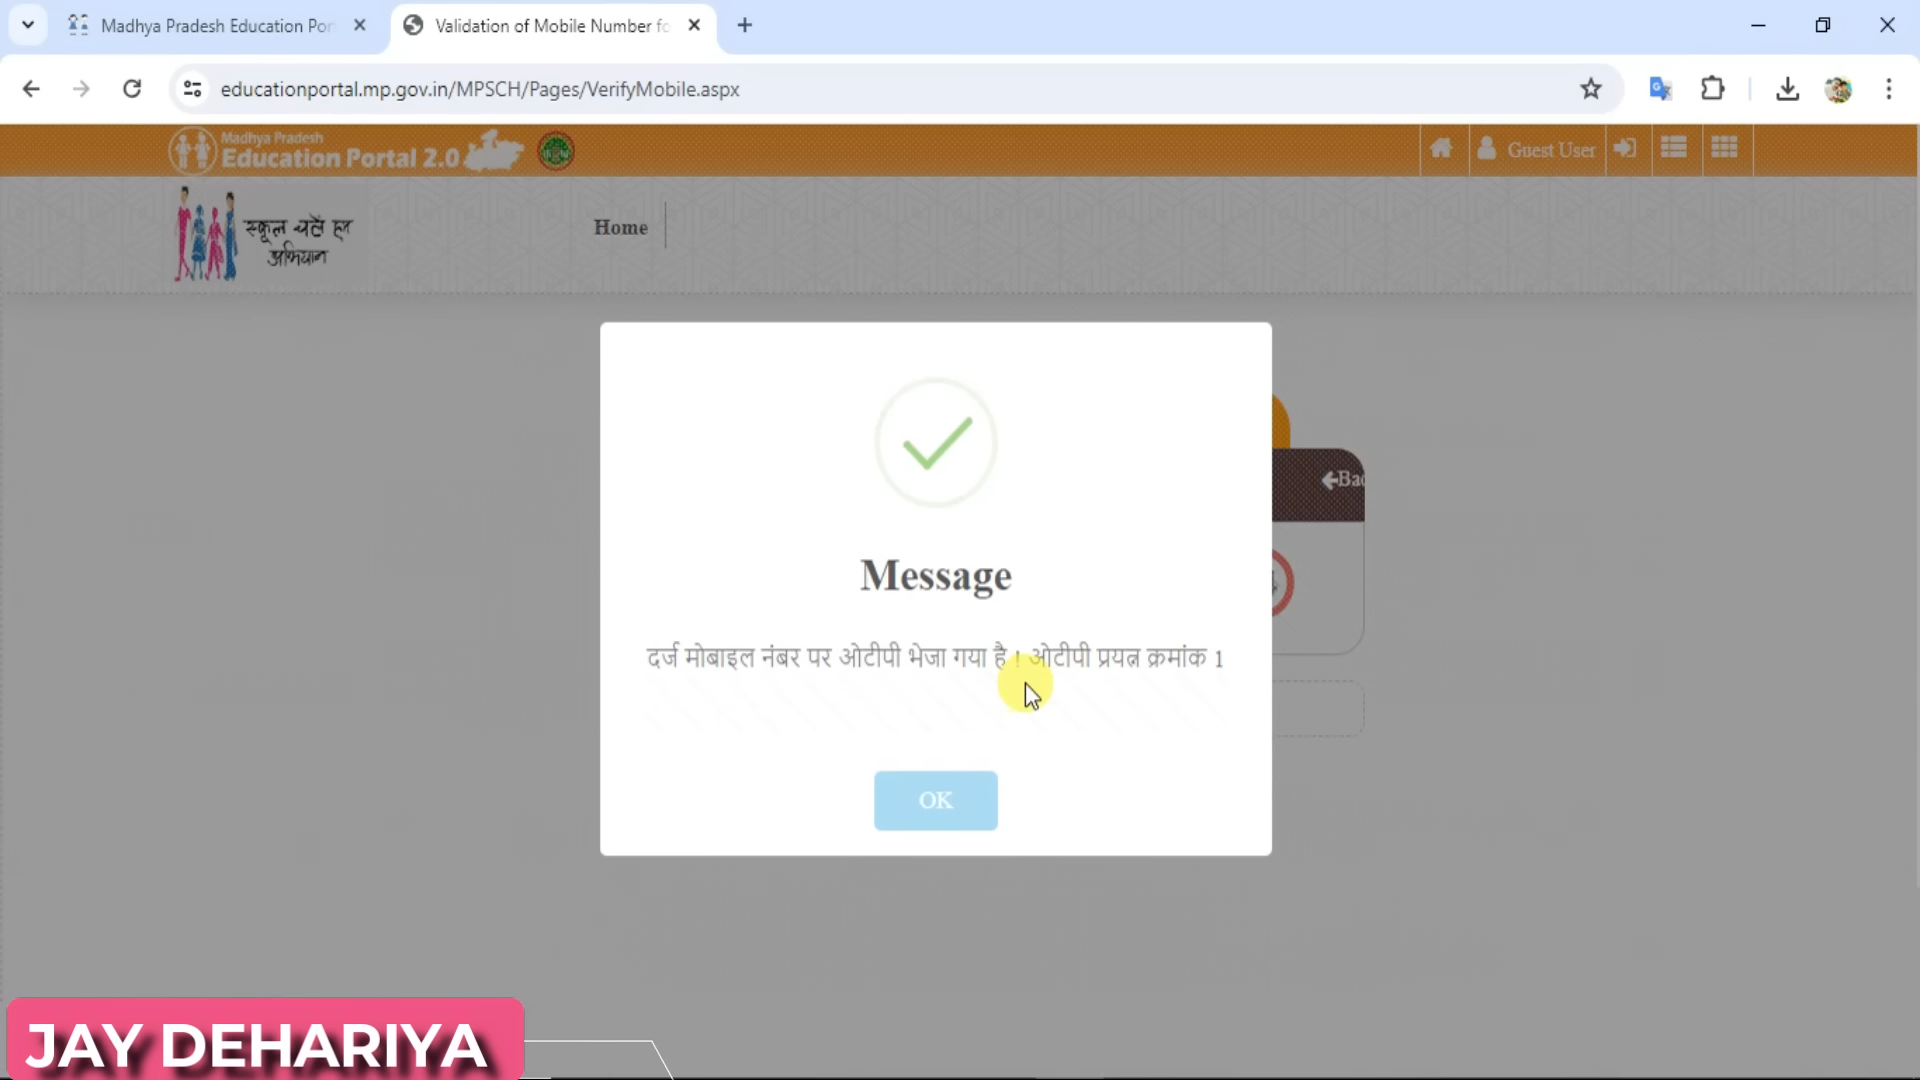 Madhya Pradesh Education Por
Validation of Mobile Number fo
educationportal.mp.gov.in/MPSCH/Pages/VerifyMobile.aspx
Madhya Pradesh
Education Portal 2.0
Guest User
स्कूल चलें हम
अभियान
Home
Bac
Message
दर्ज मोबाइल नंबर पर ओटीपी भेजा गया है ! ओटीपी प्रयत्न क्रमांक 1
OK
JAY DEHARIYA